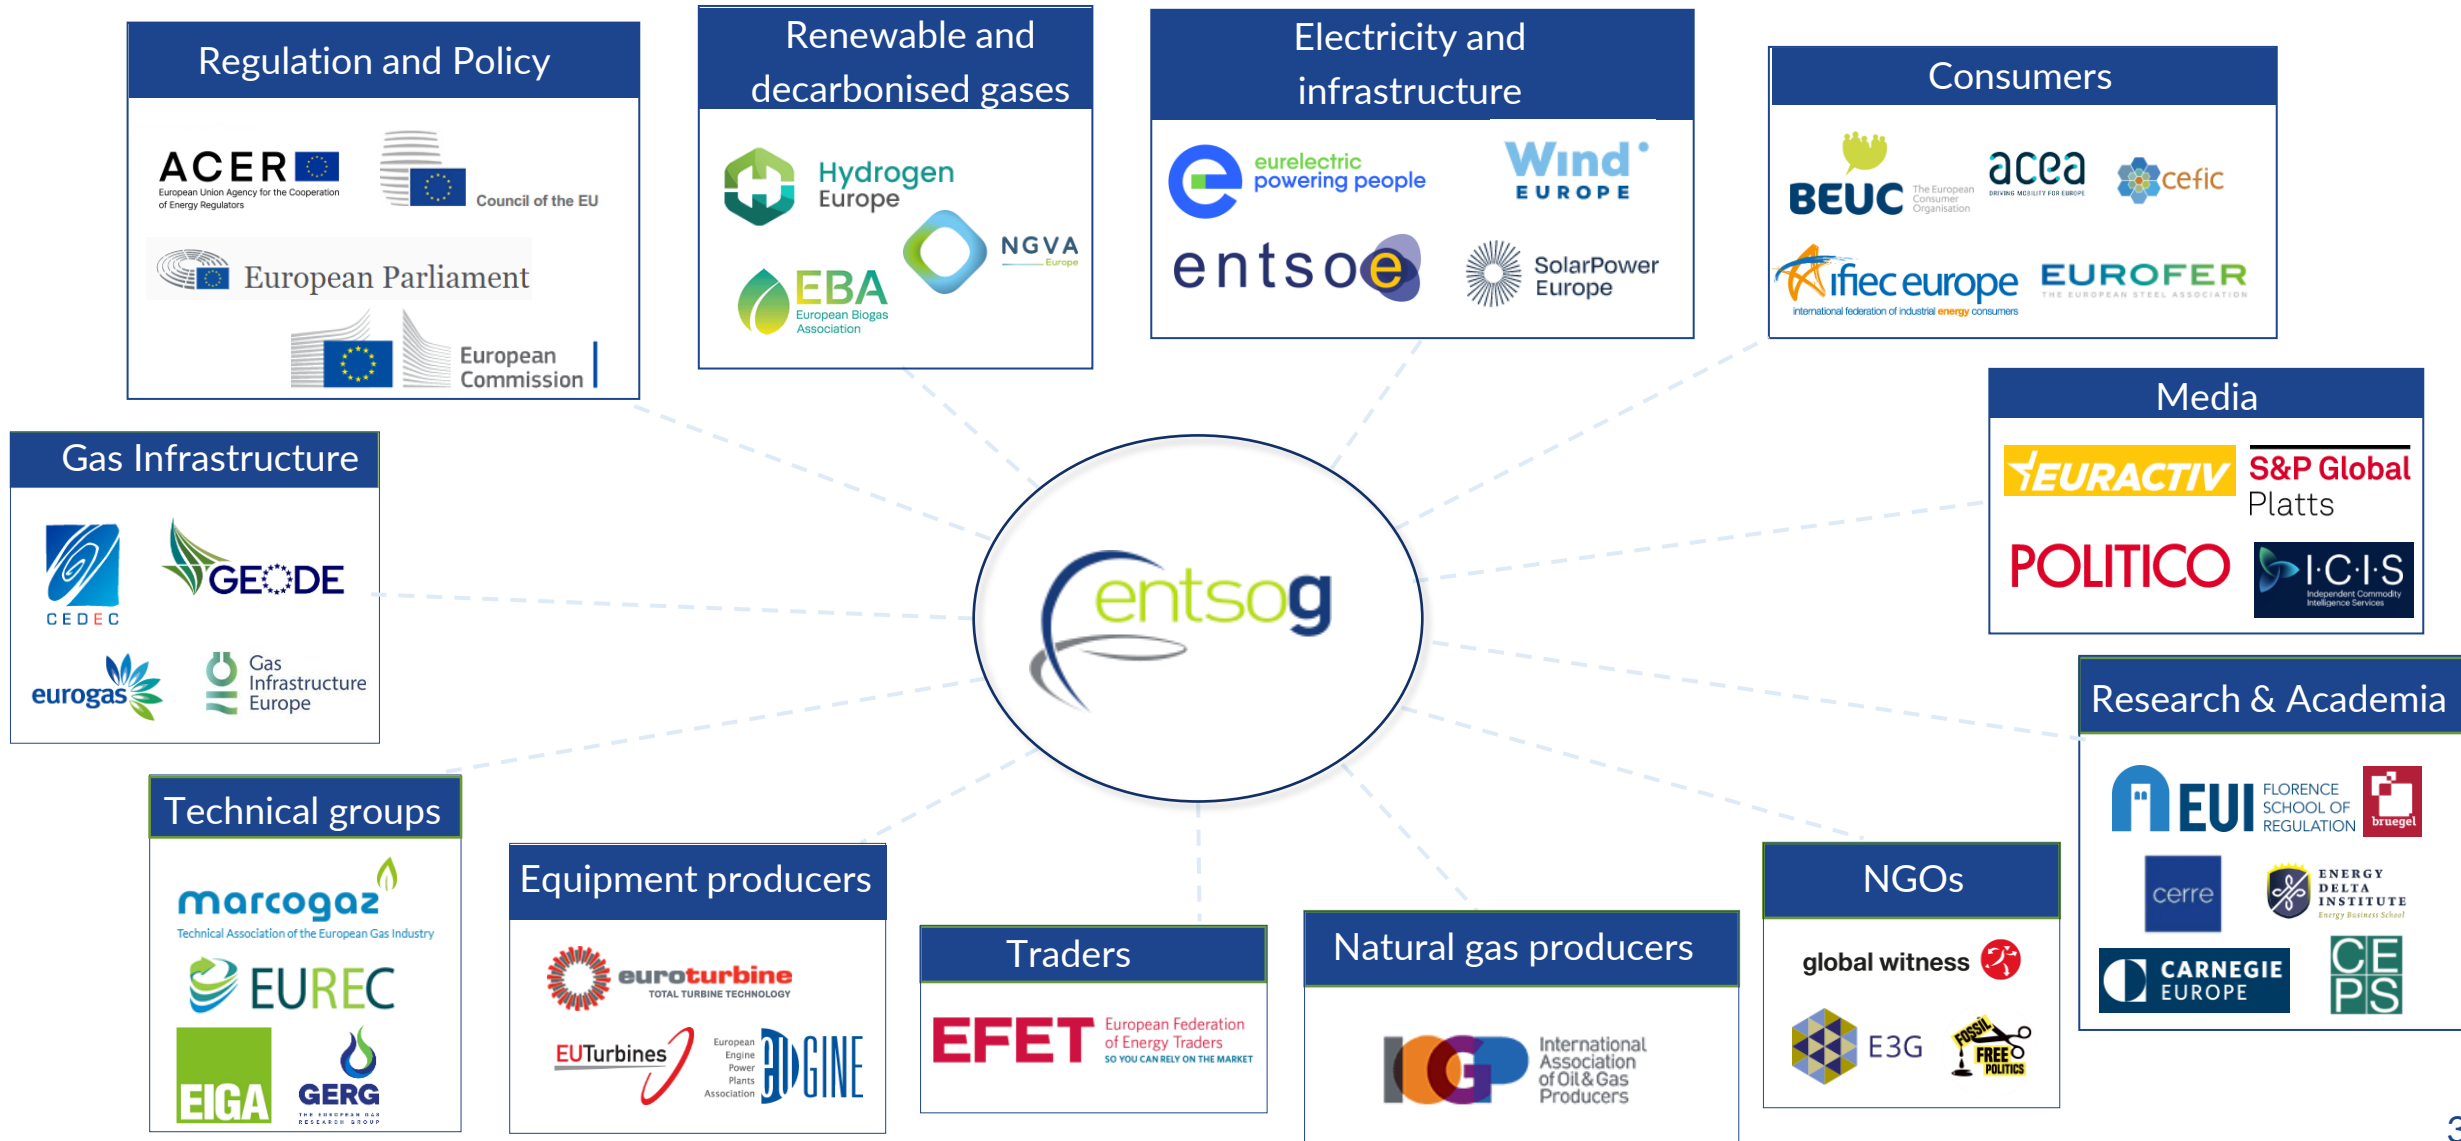 Regulation and Policy
ACER
European Union Agency for the Cooperation
of Energy Regulators
Council of the EU
European Parliament
European
Commission
Renewable and
decarbonised gases
Hydrogen
Europe
NGVA
Europe
EBA
European Biogas
Association
Electricity and
infrastructure
eurelectric
powering people
Wind
EUROPE
entsoe
SolarPower
Europe
Consumers
BEUC
The European
Consumer
Organisation
acea
DRIVING MOBILITY FOR EUROPE
cefic
ifiec europe
international federation of industrial energy consumers
EUROFER
THE EUROPEAN STEEL ASSOCIATION
Gas Infrastructure
CEDEC
GEODE
eurogas
Gas
Infrastructure
Europe
entsog
Media
EURACTIV
S&P Global
Platts
POLITICO
I·C·I·S
Independent Commodity
Intelligence Services
Research & Academia
EUI
FLORENCE
SCHOOL OF
REGULATION
bruegel
cerre
ENERGY
DELTA
INSTITUTE
Energy Business School
CARNEGIE
EUROPE
CE
PS
Technical groups
marcogaz
Technical Association of the European Gas Industry
EUREC
EIGA
GERG
THE EUROPEAN GAS
RESEARCH GROUP
Equipment producers
euroturbine
TOTAL TURBINE TECHNOLOGY
EUTurbines
European
Engine
Power
Plants
Association
EUGINE
Traders
EFET
European Federation
of Energy Traders
SO YOU CAN RELY ON THE MARKET
Natural gas producers
IOGP
International
Association
of Oil & Gas
Producers
NGOs
global witness
E3G
FOSSIL
FREE
POLITICS
3